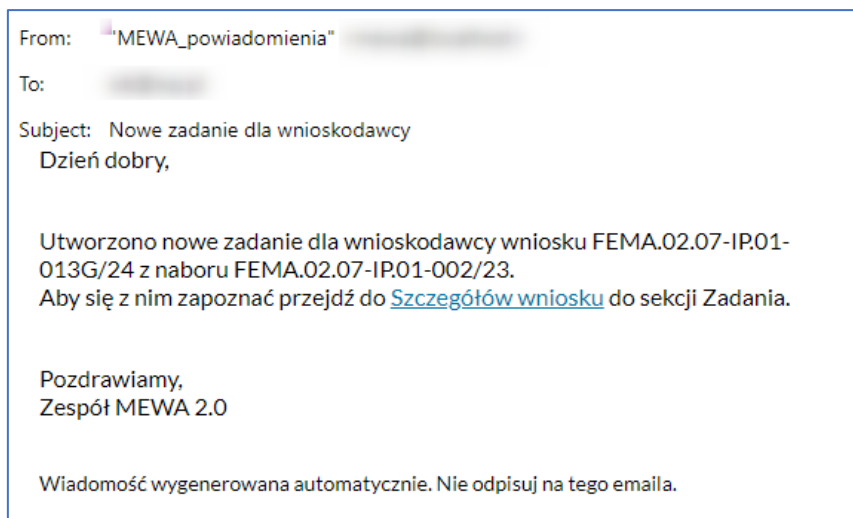 From: "MEWA_powiadomienia"
To:
Subject: Nowe zadanie dla wnioskodawcy
Dzień dobry,
Utworzono nowe zadanie dla wnioskodawcy wniosku FEMA.02.07-IP.01-
013G/24 z naboru FEMA.02.07-IP.01-002/23.
Aby się z nim zapoznać przejdź do Szczegółów wniosku do sekcji Zadania.
Pozdrawiamy,
Zespół MEWA 2.0
Wiadomość wygenerowana automatycznie. Nie odpisuj na tego emaila.